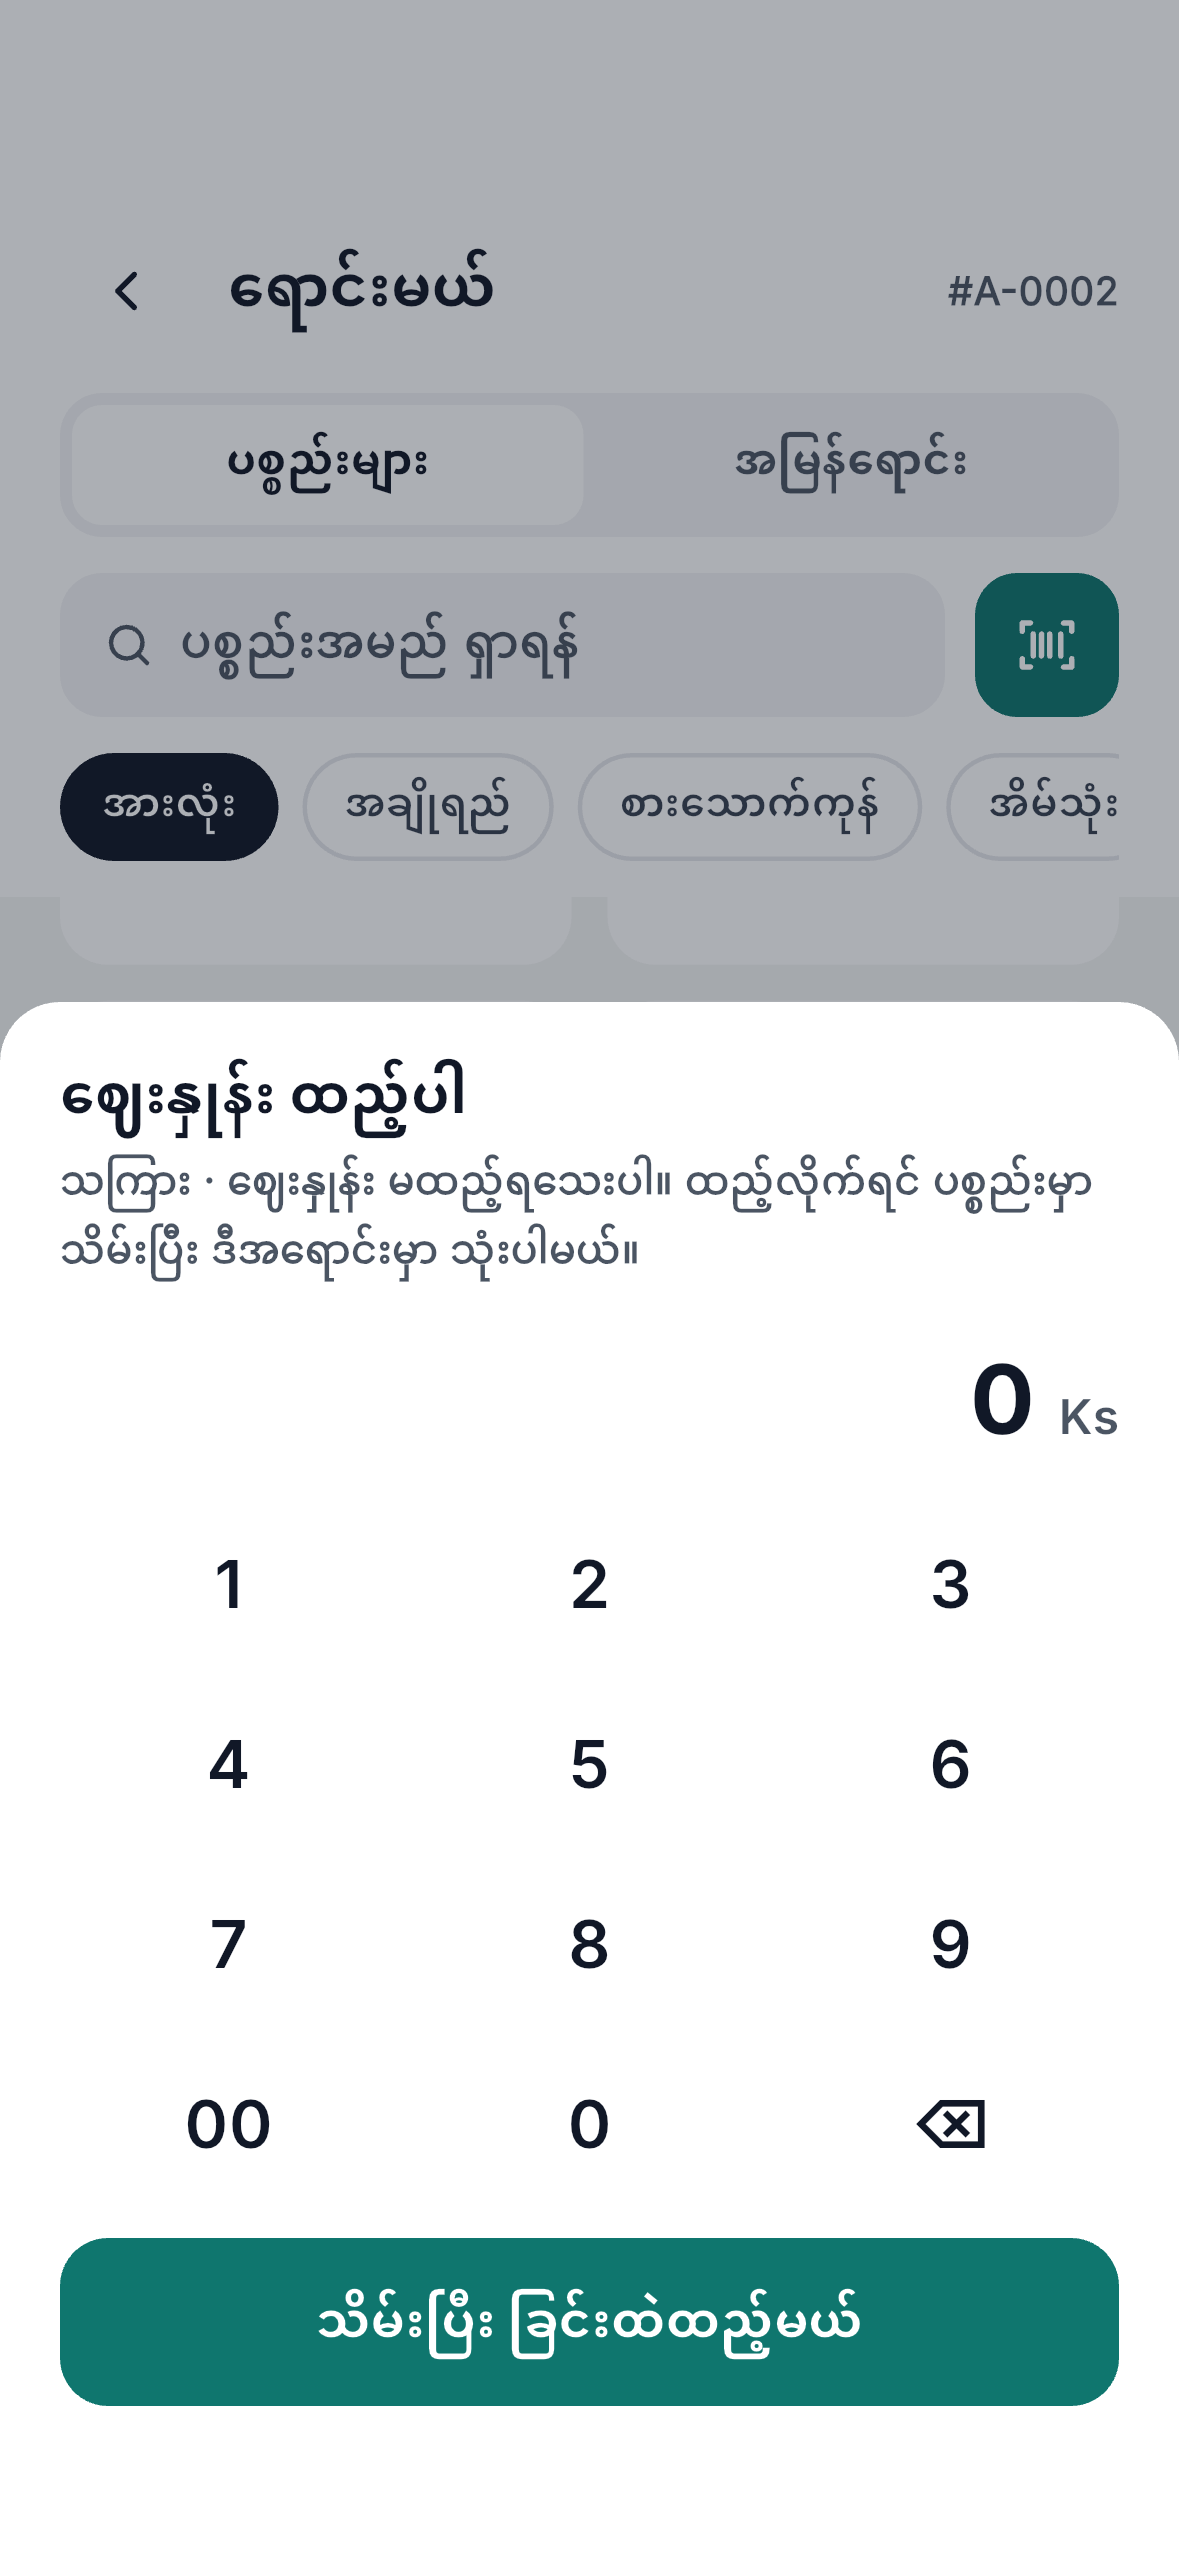 ရောင်းမယ်
#A-0002
ပစ္စည်းများ
အမြန်ရောင်း
ပစ္စည်းအမည် ရှာရန်
အားလုံး
အချိုရည်
စားသောက်ကုန်
အိမ်သုံး
ဈေးနှုန်း ထည့်ပါ
သကြား · ဈေးနှုန်း မထည့်ရသေးပါ။ ထည့်လိုက်ရင် ပစ္စည်းမှာ
သိမ်းပြီး ဒီအရောင်းမှာ သုံးပါမယ်။
0 Ks
1 2 3
4 5 6
7 8 9
00 0
သိမ်းပြီး ခြင်းထဲထည့်မယ်